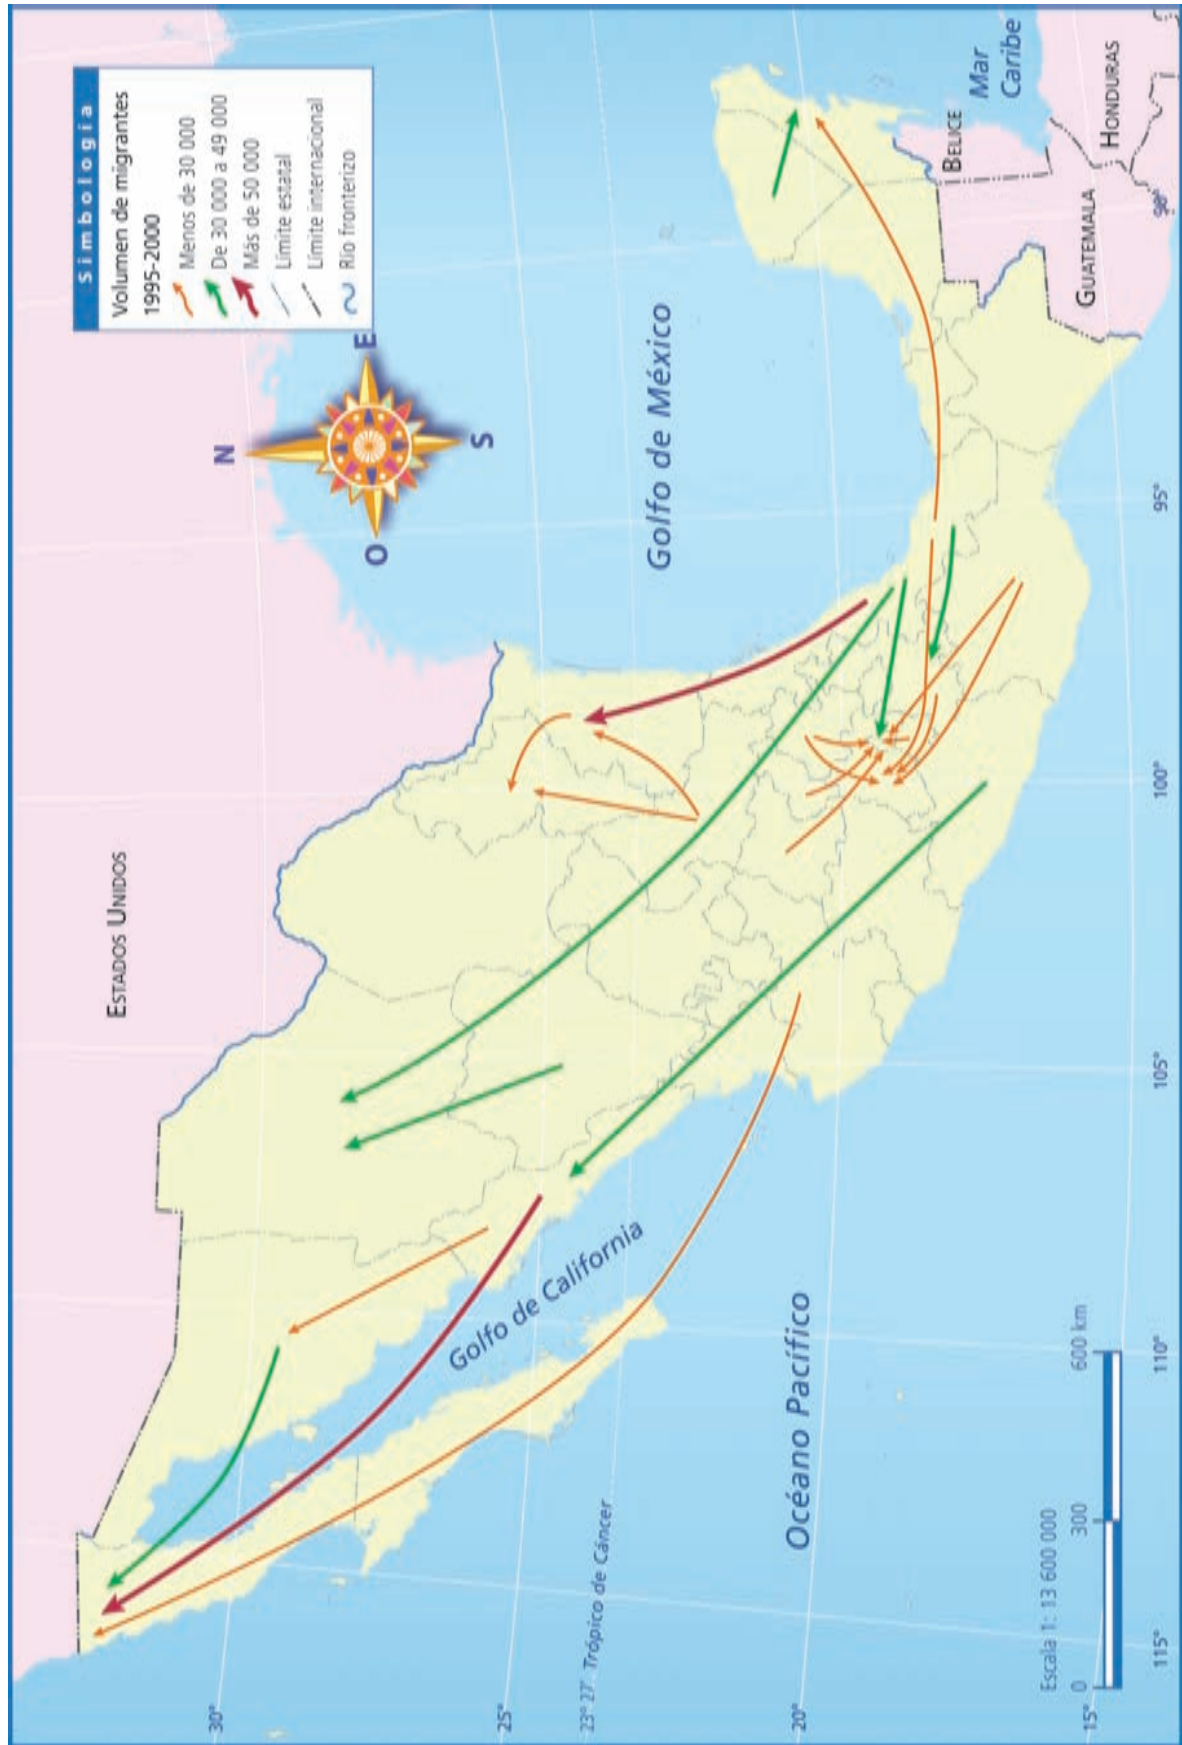 Simbología
Volumen de migrantes
1995-2000
Menos de 30 000
De 30 000 a 49 000
Más de 50 000
Límite estatal
Límite internacional
Río fronterizo
N
E
S
O
ESTADOS UNIDOS
Golfo de México
Golfo de California
Océano Pacífico
Mar
Caribe
BELICE
GUATEMALA
HONDURAS
23° 27' Trópico de Cáncer
30°
25°
20°
15°
115°
110°
105°
100°
95°
90°
Escala 1: 13 600 000
0 300 600 km